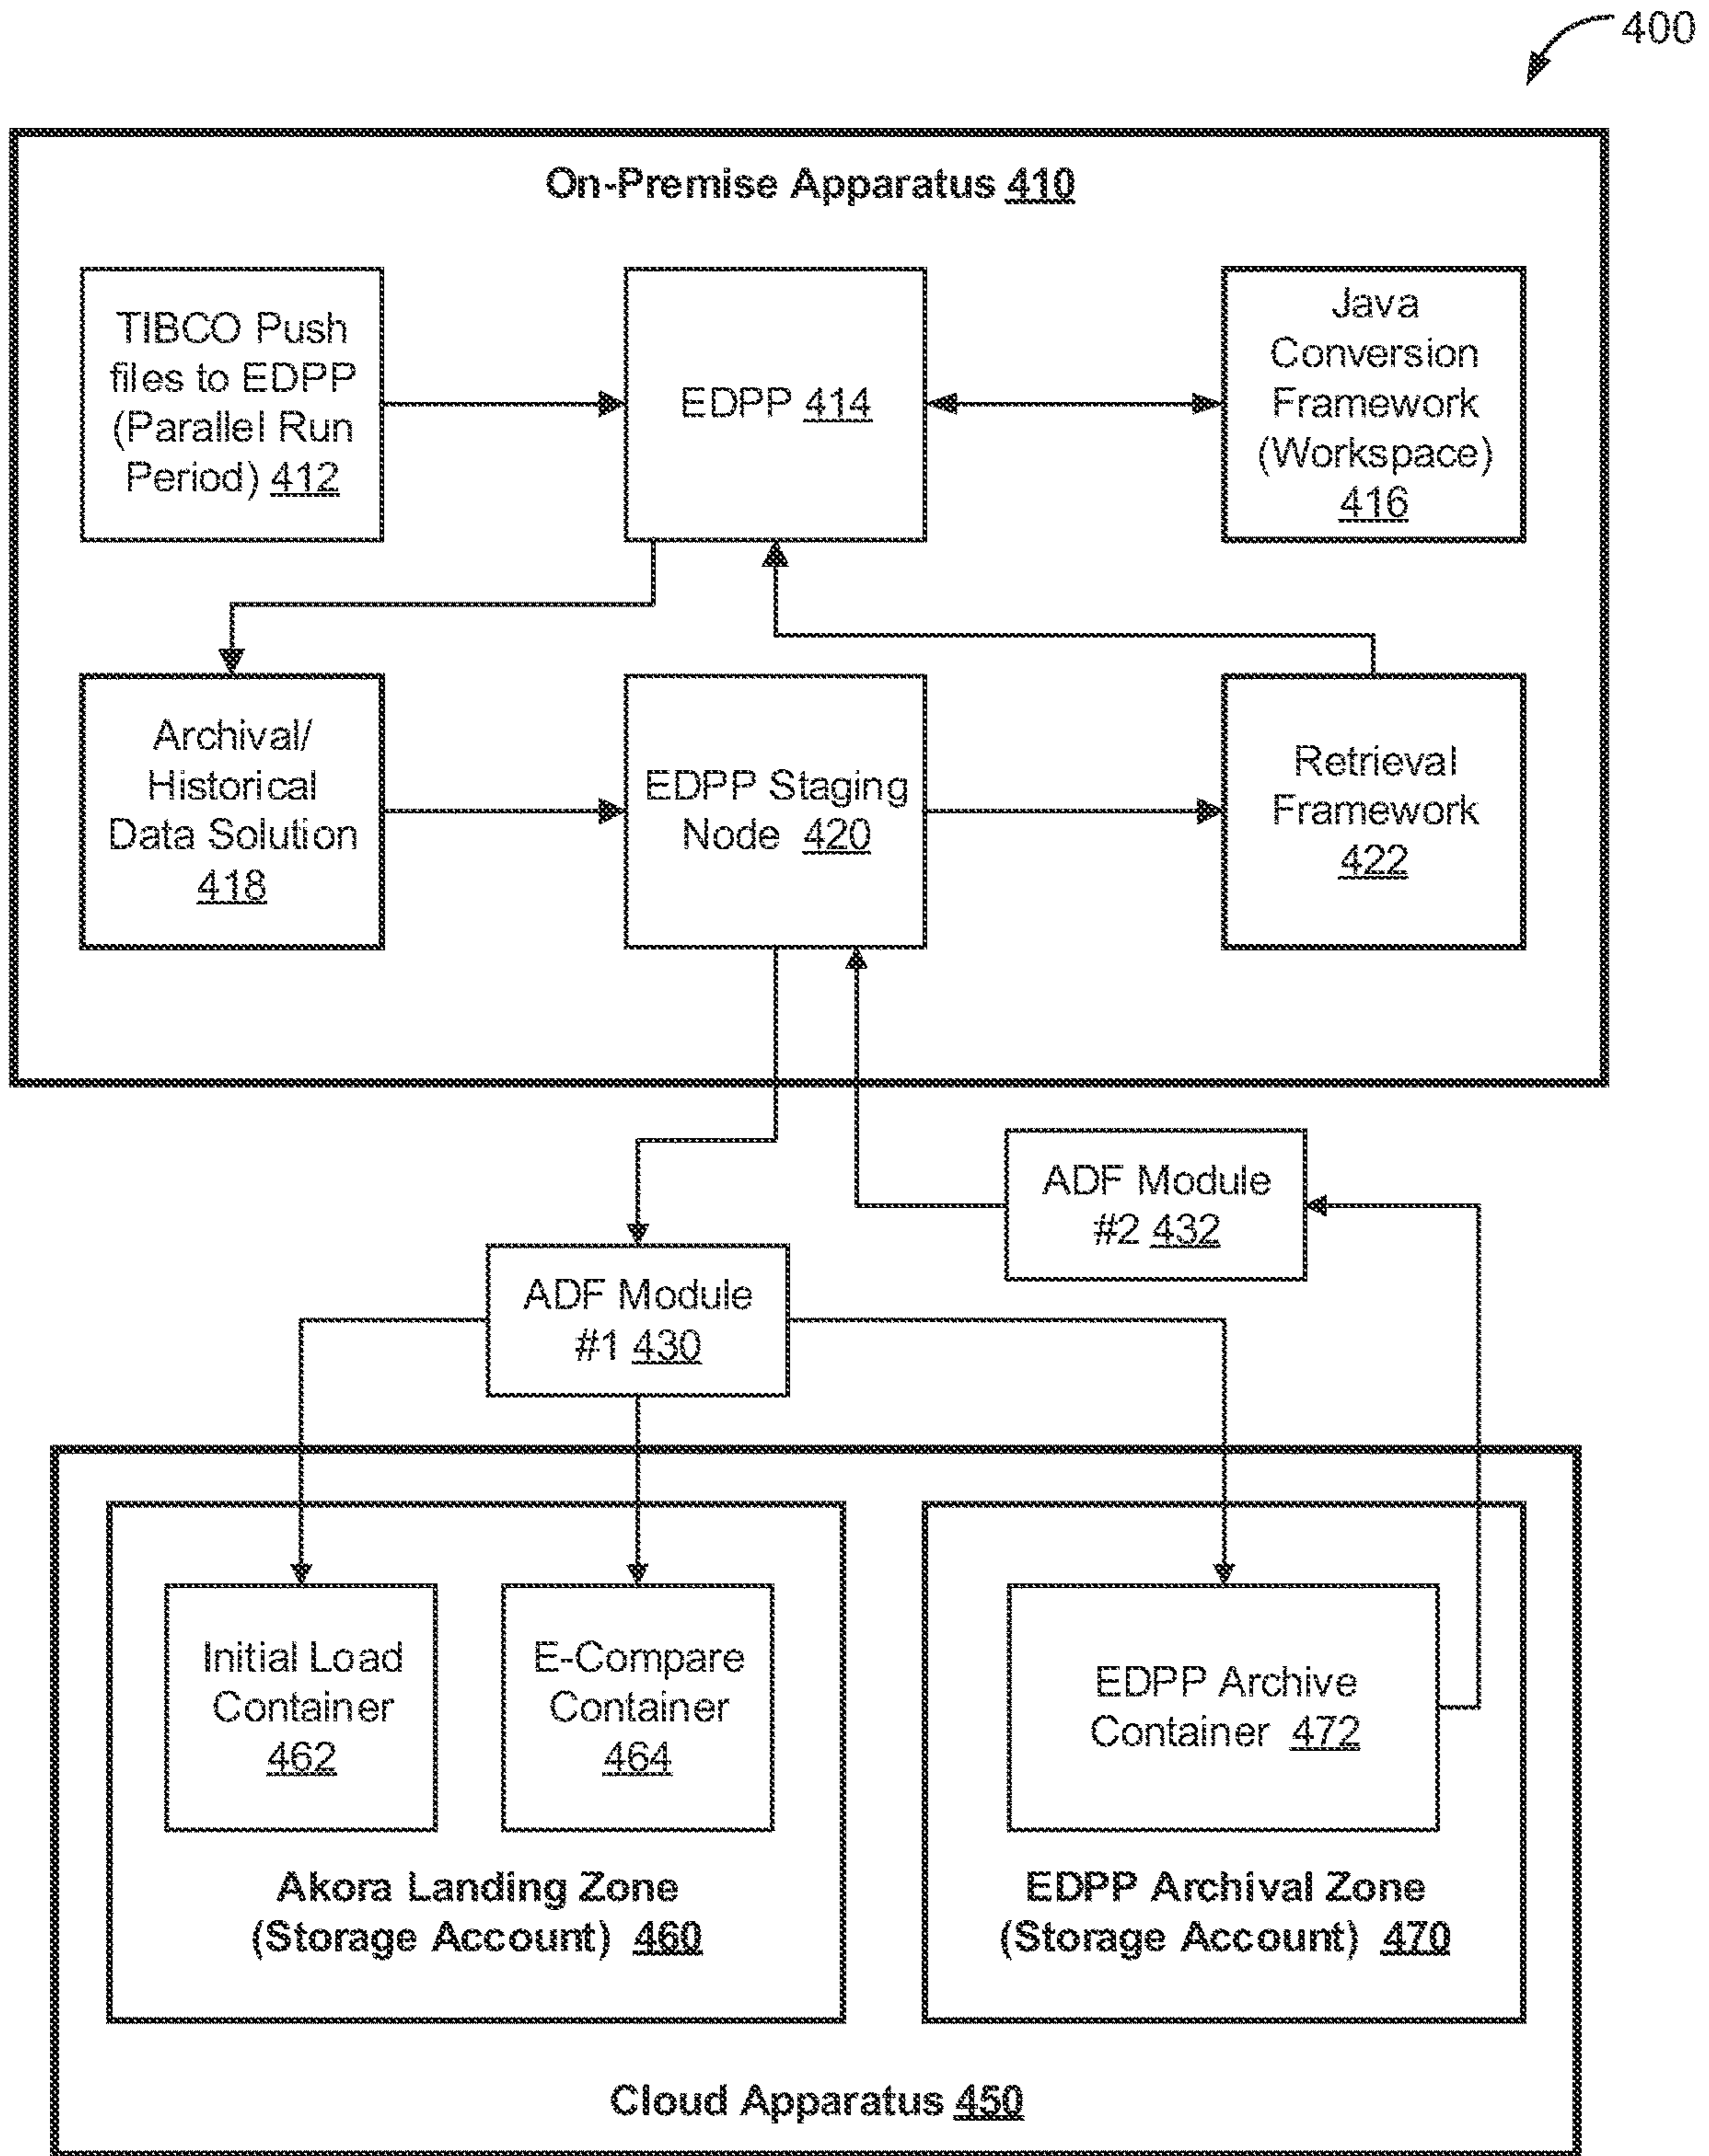 400
On-Premise Apparatus 410
TIBCO Push
files to EDPP
(Parallel Run
Period) 412
EDPP 414
Java
Conversion
Framework
(Workspace)
416
Archival/
Historical
Data Solution
418
EDPP Staging
Node 420
Retrieval
Framework
422
ADF Module
#2 432
ADF Module
#1 430
Initial Load
Container
462
E-Compare
Container
464
EDPP Archive
Container 472
Akora Landing Zone
(Storage Account) 460
EDPP Archival Zone
(Storage Account) 470
Cloud Apparatus 450